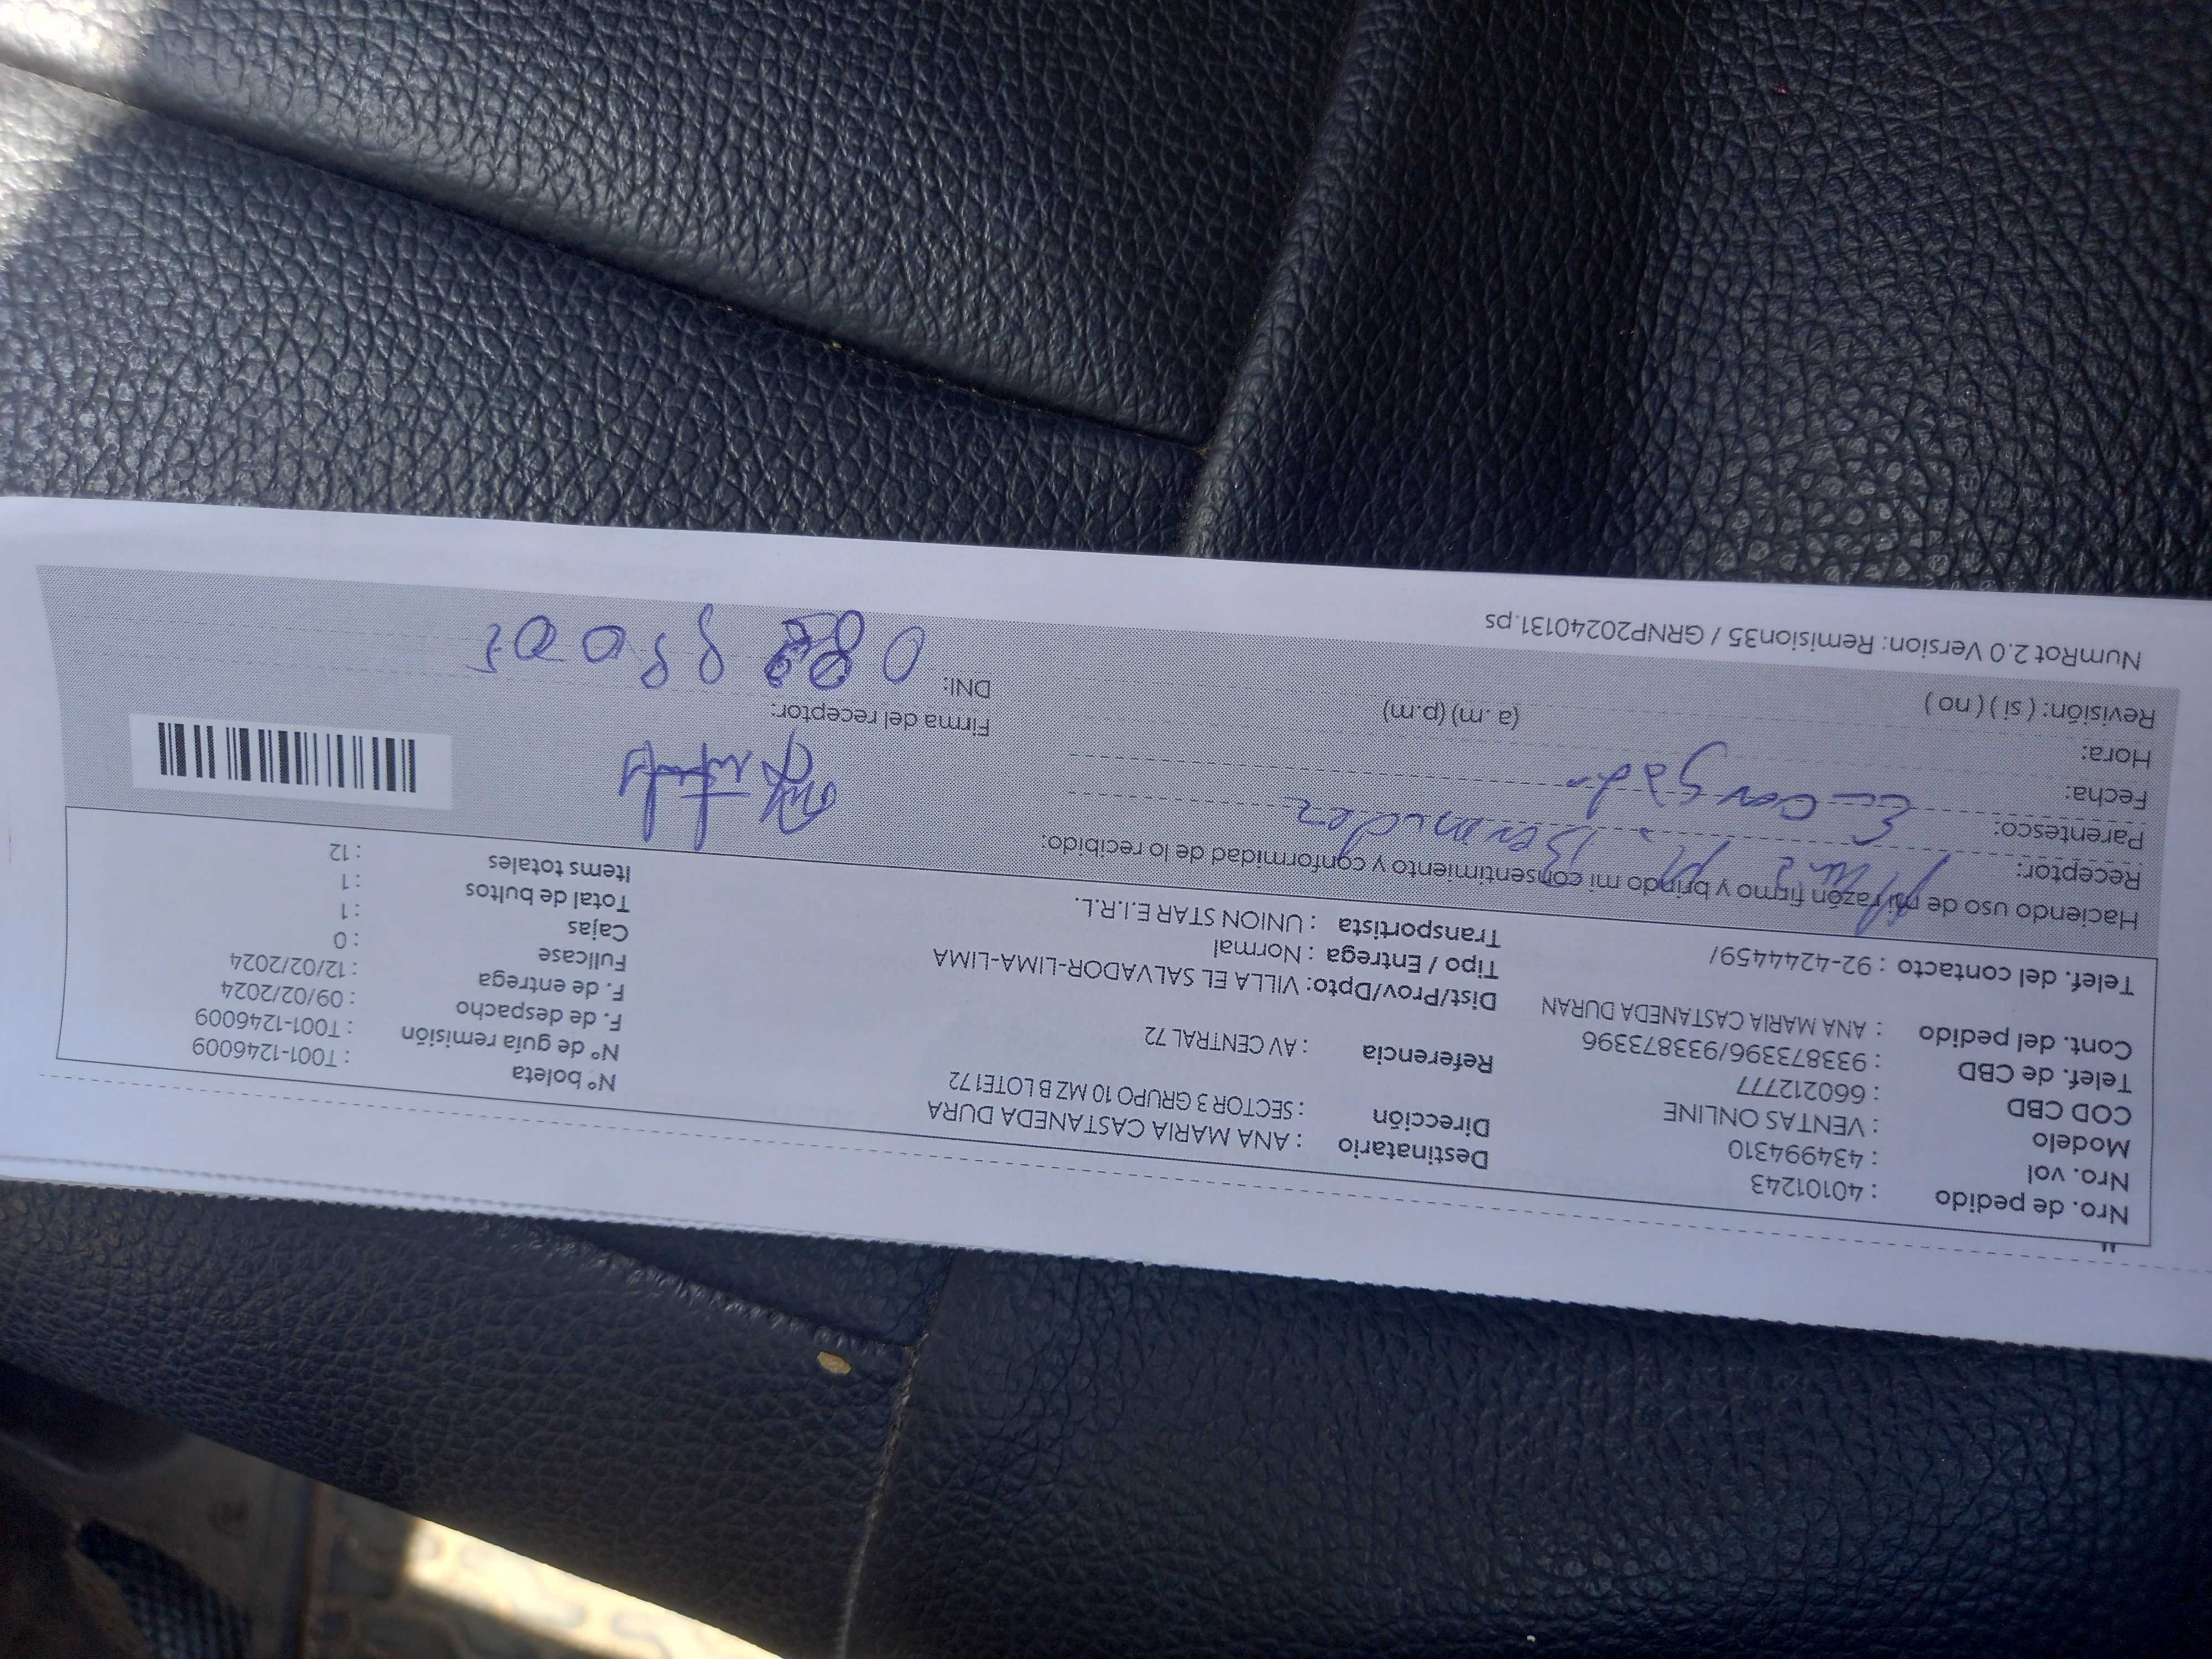 Nro. de pedido : 40101243
Nro. vol : 434994310
Modelo : VENTAS ONLINE
COD CBD : 660212777
Telef. de CBD : 933873396/933873396
Cont. del pedido : ANA MARIA CASTANEDA DURAN
Telef. del contacto : 92-4244459/
Destinatario : ANA MARIA CASTANEDA DURA
Dirección : SECTOR 3 GRUPO 10 MZ B LOTE172
Referencia : AV CENTRAL 72
Dist/Prov/Dpto: VILLA EL SALVADOR-LIMA-LIMA
Tipo / Entrega : Normal
Transportista : UNION STAR E.I.R.L.
Nº boleta : T001-1246009
Nº de guía remisión : T001-1246009
F. de despacho : 09/02/2024
F. de entrega : 12/02/2024
Fullcase : 0
Cajas : 1
Total de bultos : 1
Items totales : 12
Haciendo uso de mi razón firmo y brindo mi consentimiento y conformidad de lo recibido:
Receptor: Bermudez
Parentesco: Encargado
Fecha:
Hora: (a .m) (p.m)
Revisión: ( si ) ( no )
Firma del receptor:
DNI:
NumRot 2.0 Version: Remision35 / GRNP20240131.ps